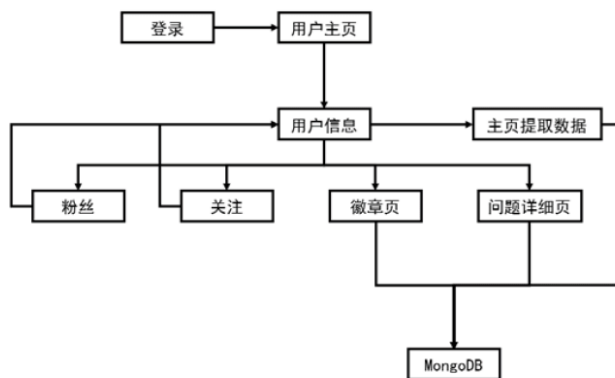 登录
用户主页
用户信息
主页提取数据
粉丝
关注
徽章页
问题详细页
MongoDB